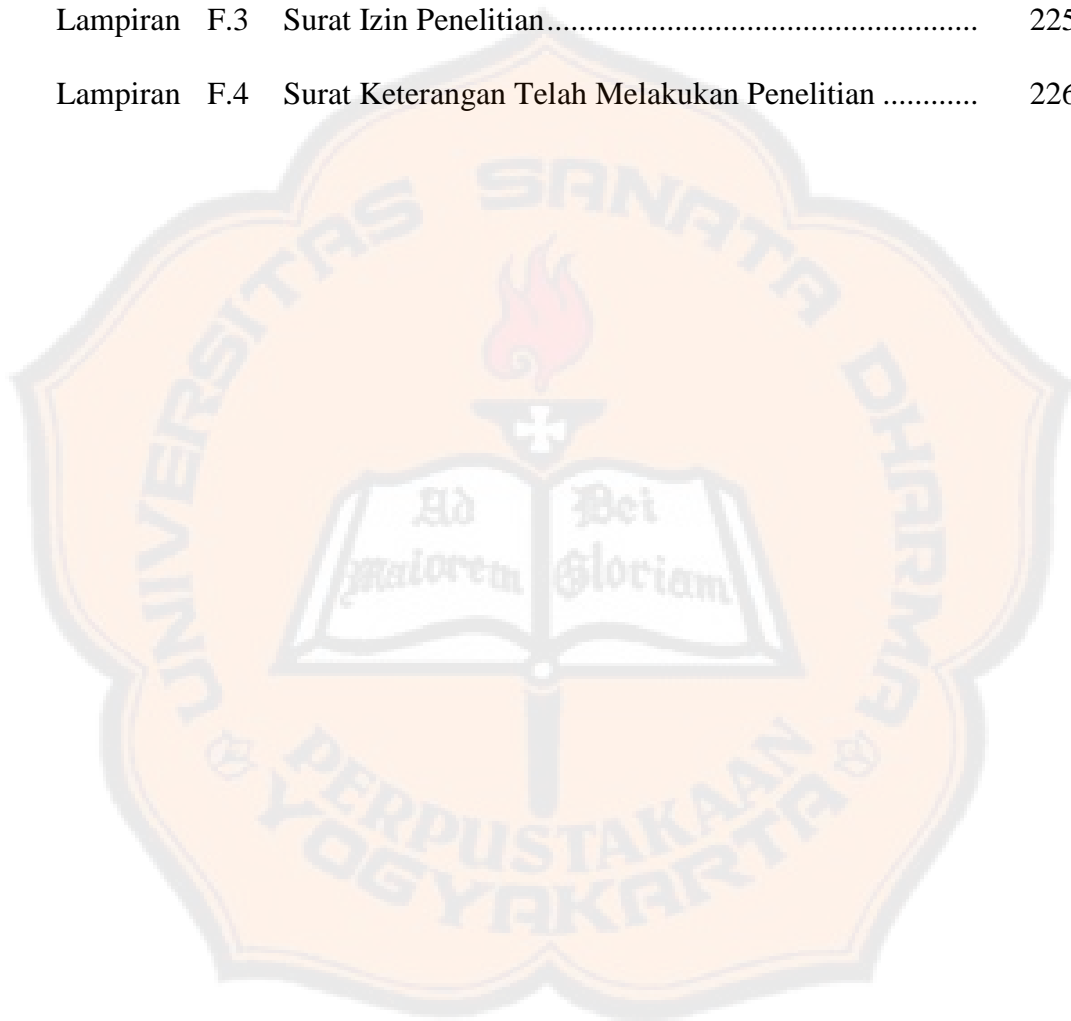 Lampiran F.3 Surat Izin Penelitian................................................... 225
Lampiran F.4 Surat Keterangan Telah Melakukan Penelitian ............ 226
UNIVERSITAS SANATA DHARMA
Ad Dei
Maiorem Gloriam
PERPUSTAKAAN
YOGYAKARTA